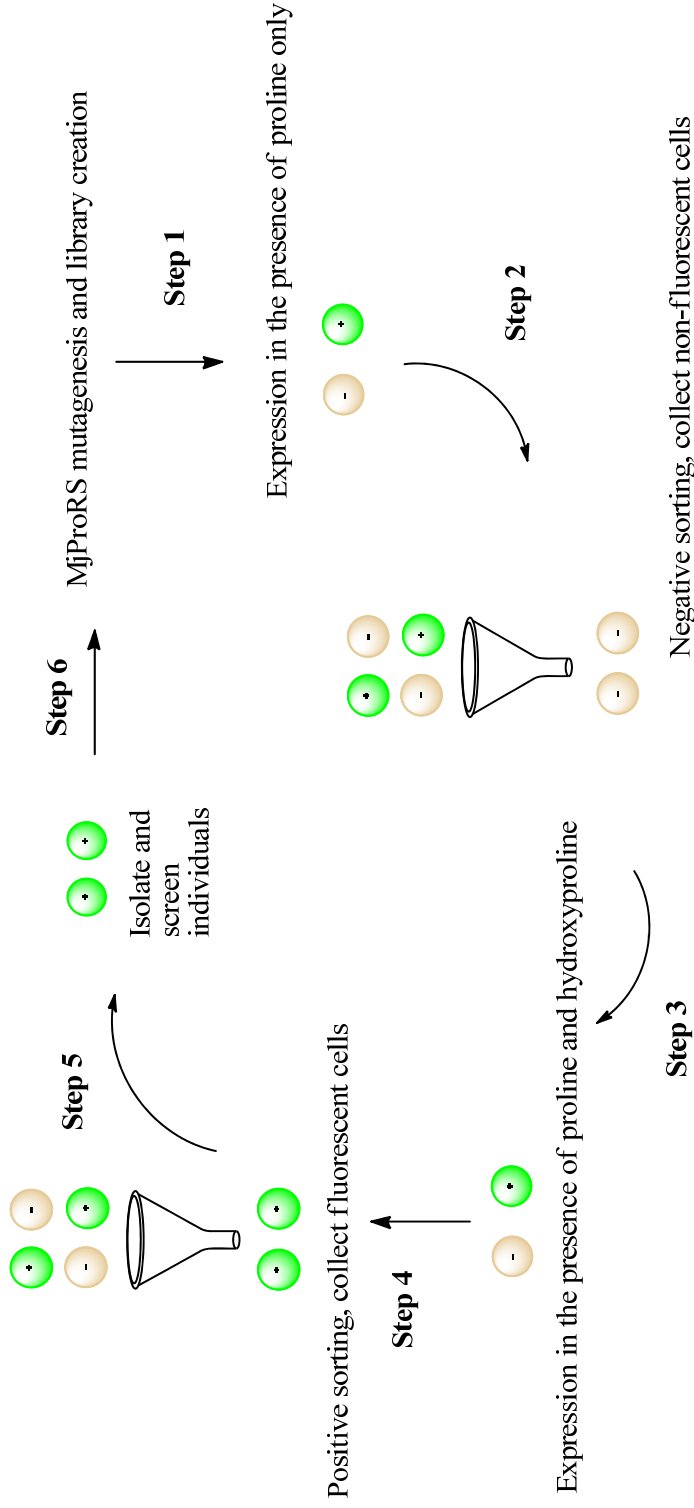 MjProRS mutagenesis and library creation
Step 1
Expression in the presence of proline only
+
-
Step 2
-
+
+
-
-
-
Negative sorting, collect non-fluorescent cells
Step 3
Expression in the presence of proline and hydroxyproline
-
+
Step 4
+
-
-
+
+
+
Positive sorting, collect fluorescent cells
Step 5
+
+
Isolate and
screen
individuals
Step 6